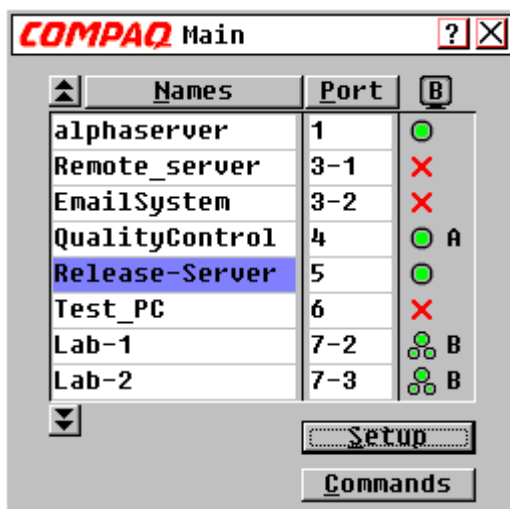 COMPAQ Main ? X
Names Port B
alphaserver 1
Remote_server 3-1 X
EmailSystem 3-2 X
QualityControl 4 A
Release-Server 5
Test_PC 6 X
Lab-1 7-2 B
Lab-2 7-3 B
Setup
Commands